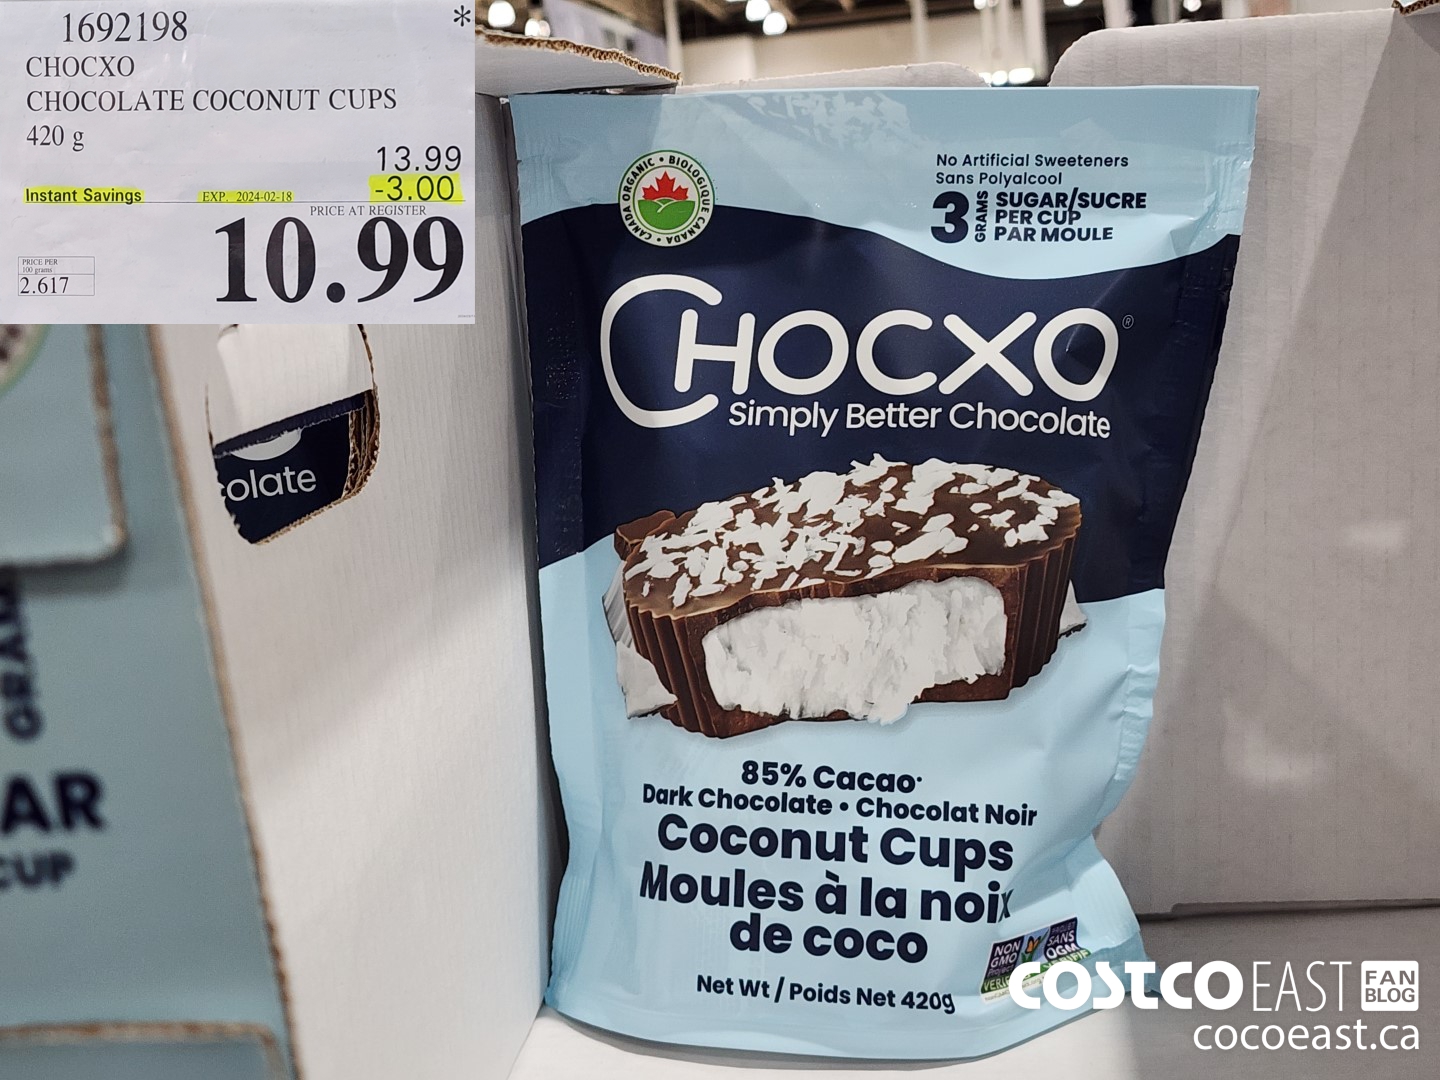 1692198 *
CHOCXO
CHOCOLATE COCONUT CUPS
420 g
13.99
Instant Savings EXP. 2024-02-18 -3.00
PRICE AT REGISTER
10.99
PRICE PER
100 grams
2.617
olate
GRAM
AR
CUP
CANADA ORGANIC • BIOLOGIQUE CANADA •
No Artificial Sweeteners
Sans Polyalcool
3 GRAMS
SUGAR/SUCRE
PER CUP
PAR MOULE
CHOCXO®
Simply Better Chocolate
85% Cacao•
Dark Chocolate • Chocolat Noir
Coconut Cups
Moules à la noix
de coco
Net Wt / Poids Net 420g
NON
GMO
Project
VERIFIED
PROJET
SANS
OGM
COSTCO EAST FAN BLOG
cocoeast.ca